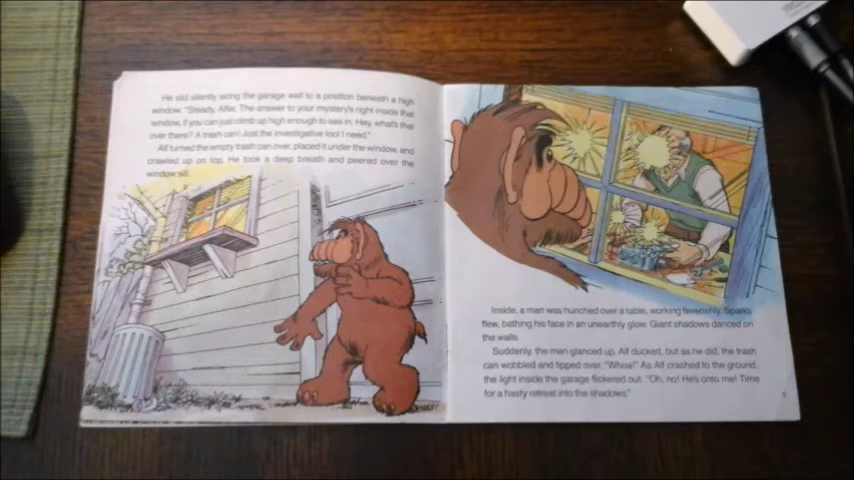 He slid silently along the garage wall to a position beneath a high
window. "Steady, Alfie. The answer to your mystery's right inside that
window, if you can just climb up high enough to see in. Hey, what's that
over there? A trash can! Just the investigative tool I need."
Alf turned the empty trash can over, placed it under the window, and
crawled up on top. He took a deep breath and peered over the
window sill.
Inside, a man was hunched over a table, working feverishly. Sparks
flew, bathing his face in an unearthly glow. Giant shadows danced on
the walls.
Suddenly, the man glanced up. Alf ducked, but as he did, the trash
can wobbled and tipped over. "Whoa!" As Alf crashed to the ground,
the light inside the garage flickered out. "Oh, no! He's onto me! Time
for a hasty retreat into the shadows."